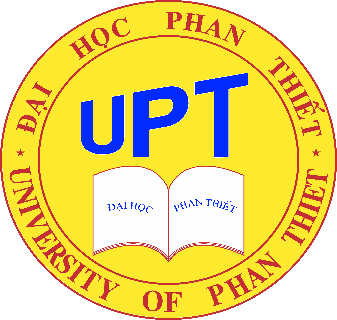 ĐẠI HỌC PHAN THIẾT
UPT
ĐẠI HỌC PHAN THIẾT
UNIVERSITY OF PHAN THIET